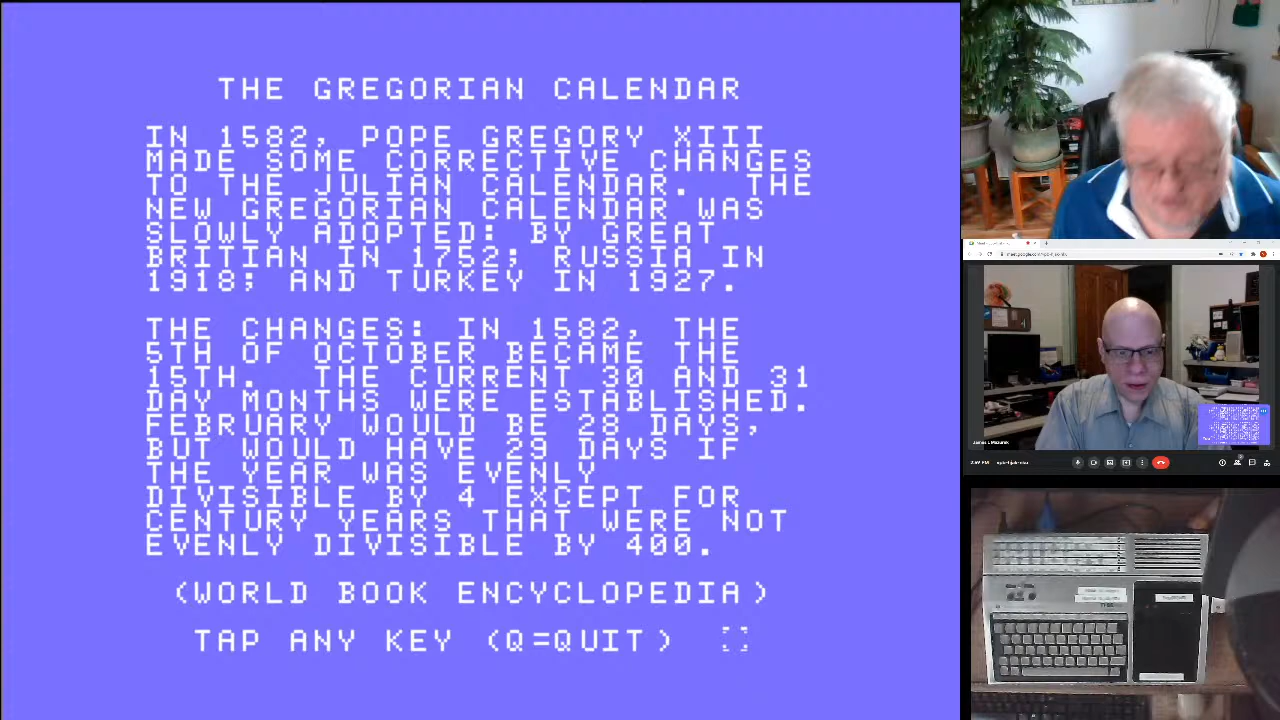 THE GREGORIAN CALENDAR
IN 1582, POPE GREGORY XIII
MADE SOME CORRECTIVE CHANGES
TO THE JULIAN CALENDAR.  THE
NEW GREGORIAN CALENDAR WAS
SLOWLY ADOPTED: BY GREAT
BRITIAN IN 1752; RUSSIA IN
1918; AND TURKEY IN 1927.
THE CHANGES: IN 1582, THE
5TH OF OCTOBER BECAME THE
15TH.  THE CURRENT 30 AND 31
DAY MONTHS WERE ESTABLISHED.
FEBRUARY WOULD BE 28 DAYS,
BUT WOULD HAVE 29 DAYS IF
THE YEAR WAS EVENLY
DIVISIBLE BY 4 EXCEPT FOR
CENTURY YEARS THAT WERE NOT
EVENLY DIVISIBLE BY 400.
(WORLD BOOK ENCYCLOPEDIA)
TAP ANY KEY (Q=QUIT) [ ]